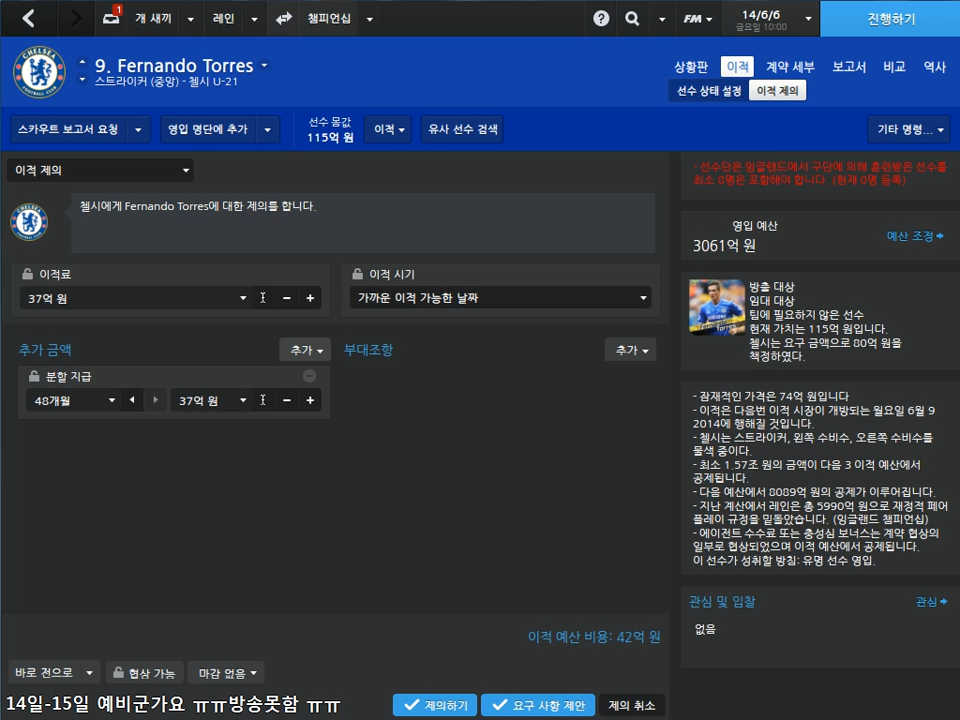 1
개 새끼
레인
챔피언십
?
FM
14/6/6
금요일 10:00
진행하기
9. Fernando Torres
스트라이커 (중앙) - 첼시 U-21
상황판
이적
계약 세부
보고서
비교
역사
선수 상태 설정
이적 제의
스카우트 보고서 요청
영입 명단에 추가
선수 몸값
115억 원
이적
유사 선수 검색
기타 명령...
이적 제의
첼시에게 Fernando Torres에 대한 제의를 합니다.
이적료
37억 원
이적 시기
가까운 이적 가능한 날짜
추가 금액
추가
부대조항
추가
분할 지급
48개월
37억 원
- 선수단은 잉글랜드에서 구단에 의해 훈련받은 선수를
최소 8명은 포함해야 합니다. (현재 0명 등록)
영입 예산
3061억 원
예산 조정
방출 대상
임대 대상
팀에 필요하지 않은 선수
현재 가치는 115억 원입니다.
첼시는 요구 금액으로 80억 원을
책정하였다.
- 잠재적인 가격은 74억 원입니다
- 이적은 다음번 이적 시장이 개방되는 월요일 6월 9
2014에 행해질 것입니다.
- 첼시는 스트라이커, 왼쪽 수비수, 오른쪽 수비수를
물색 중이다.
- 최소 1.57조 원의 금액이 다음 3 이적 예산에서
공제됩니다.
- 다음 예산에서 8089억 원의 공제가 이루어집니다.
- 지난 계산에서 레인은 총 5990억 원으로 재정적 페어
플레이 규정을 밑돌았습니다. (잉글랜드 챔피언십)
- 에이전트 수수료 또는 충성심 보너스는 계약 협상의
일부로 협상되었으며 이적 예산에서 공제됩니다.
이 선수가 성취할 방침: 유명 선수 영입.
관심 및 입찰
관심
없음
이적 예산 비용: 42억 원
바로 전으로
협상 가능
마감 없음
14일-15일 예비군가요 ㅠㅠ방송못함 ㅠㅠ
제의하기
요구 사항 제안
제의 취소